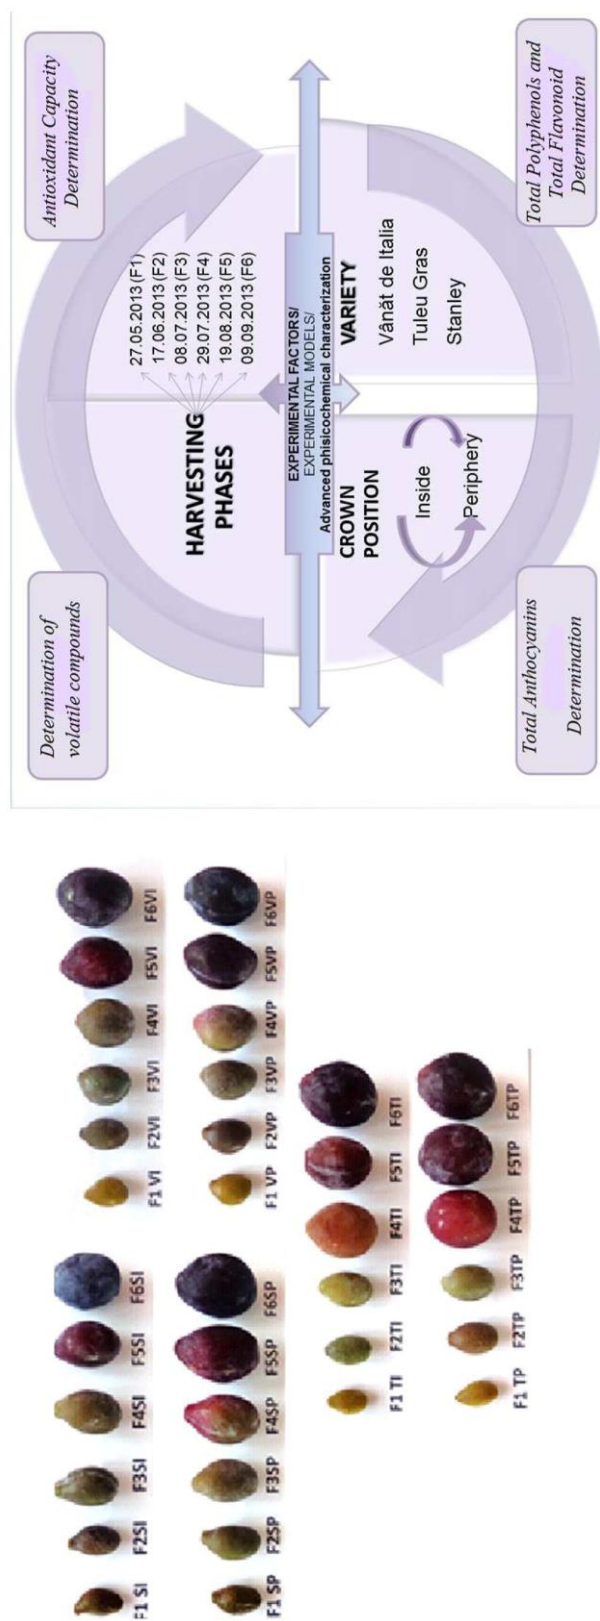 F1 SI F2SI F3SI F4SI F5SI F6SI
F1 SP F2SP F3SP F4SP F5SP F6SP
F1 VI F2VI F3VI F4VI F5VI F6VI
F1 VP F2VP F3VP F4VP F5VP F6VP
F1 TI F2TI F3TI F4TI F5TI F6TI
F1 TP F2TP F3TP F4TP F5TP F6TP
Determination of
volatile compounds
Antioxidant Capacity
Determination
HARVESTING
PHASES
27.05.2013 (F1)
17.06.2013 (F2)
08.07.2013 (F3)
29.07.2013 (F4)
19.08.2013 (F5)
09.09.2013 (F6)
EXPERIMENTAL FACTORS/
EXPERIMENTAL MODELS/
Advanced phisicochemical characterization
CROWN
POSITION
Inside
Periphery
VARIETY
Vânăt de Italia
Tuleu Gras
Stanley
Total Anthocyanins
Determination
Total Polyphenols and
Total Flavonoid
Determination